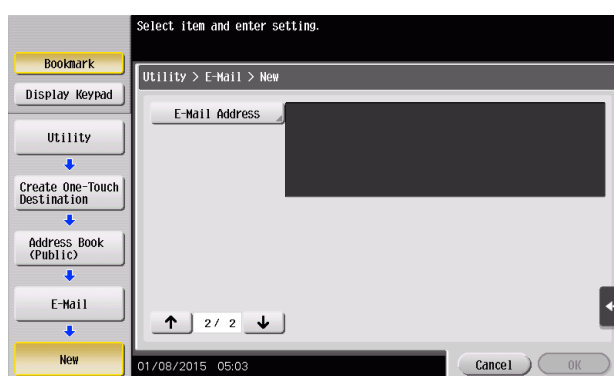 Select item and enter setting.
Bookmark
Display Keypad
Utility
Create One-Touch
Destination
Address Book
(Public)
E-Mail
New
Utility > E-Mail > New
E-Mail Address
2/ 2
01/08/2015 05:03
Cancel
OK